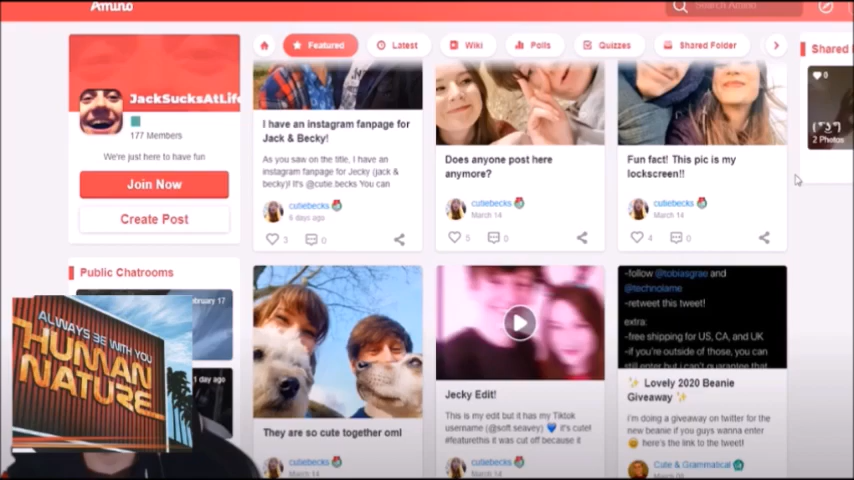 Amino
Search Amino
Featured
Latest
Wiki
Polls
Quizzes
Shared Folder
Shared
JackSucksAtLife
177 Members
We're just here to have fun
Join Now
Create Post
Public Chatrooms
1 day ago
ALWAYS BE WITH YOU
HUMAN
NATURE
I have an instagram fanpage for
Jack & Becky!
As you saw on the title, I have an
instagram fanpage for Jecky (jack &
becky)! It's @cutie.becks You can
cutiebecks
6 days ago
3
0
Does anyone post here
anymore?
cutiebecks
March 14
5
0
Fun fact! This pic is my
lockscreen!!
cutiebecks
March 14
4
0
0
2 Photos
They are so cute together oml
cutiebecks
March 14
Jecky Edit!
This is my edit but it has my Tiktok
username (@soft.seavey) 💙 it's cute!
#featurethis it was cut off because it
cutiebecks
March 14
-follow @tobiasgrae and
@technolame
-retweet this tweet!
extra:
-free shipping for US, CA, and UK
-if you're outside of those, you can
✨ Lovely 2020 Beanie
Giveaway ✨
i'm doing a giveaway on twitter for the
new beanie if you guys wanna enter
😊 here's the link to the tweet!
Cute & Grammatical